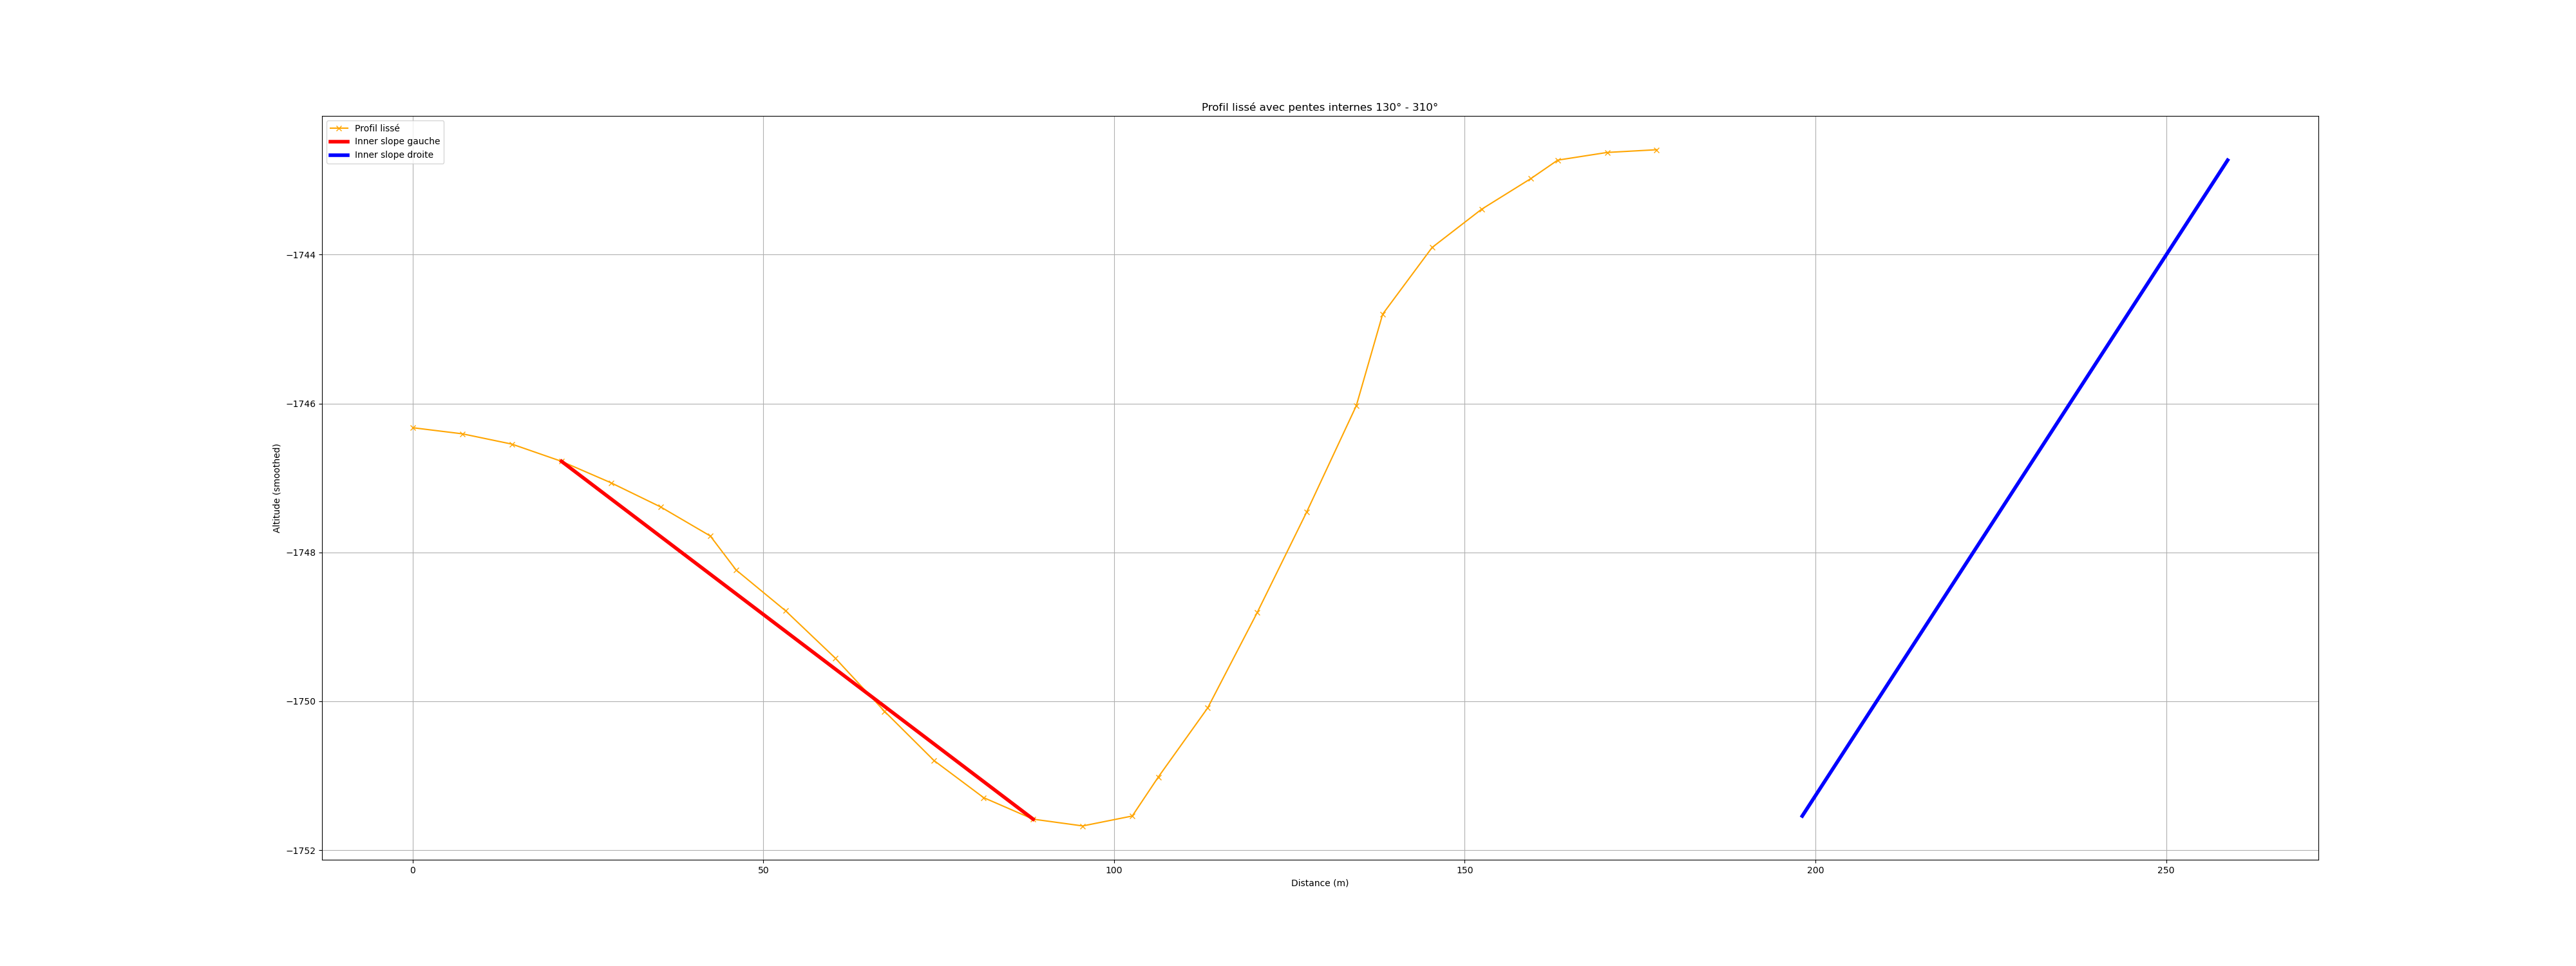 Profil lissé avec pentes internes 130° - 310°
Profil lissé
Inner slope gauche
Inner slope droite
Altitude (smoothed)
−1744
−1746
−1748
−1750
−1752
0
50
100
150
200
250
Distance (m)